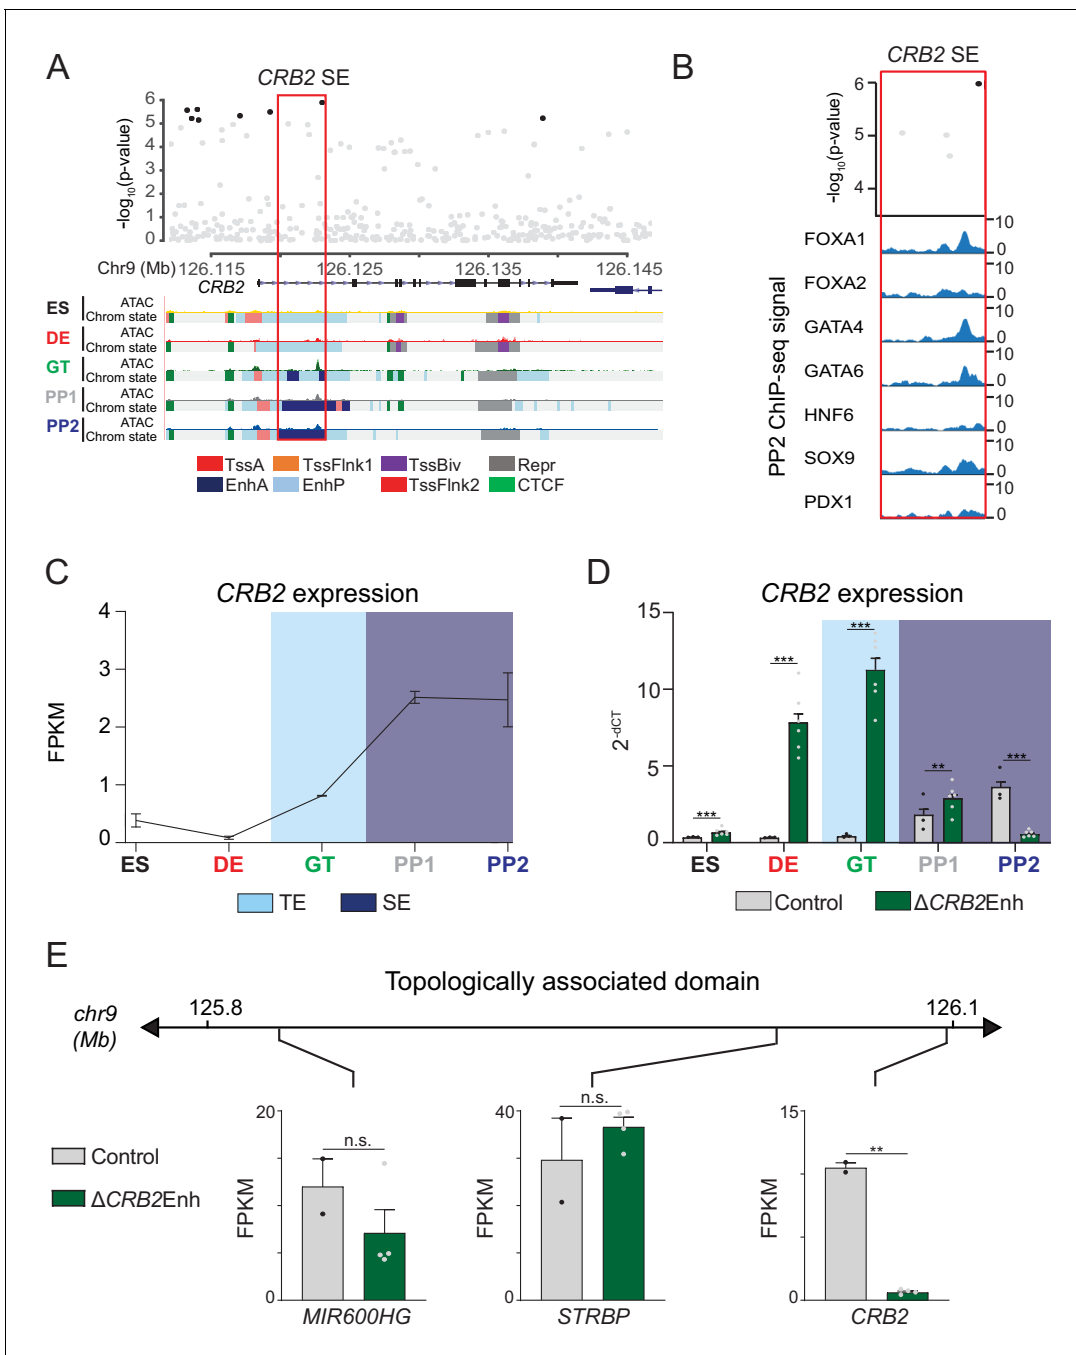 A
CRB2 SE
6
5
4
3
2
1
0
-log10(p-value)
Chr9 (Mb) 126.115 126.125 126.135 126.145
CRB2
ES ATAC
Chrom state
DE ATAC
Chrom state
GT ATAC
Chrom state
PP1 ATAC
Chrom state
PP2 ATAC
Chrom state
TssA TssFlnk1 TssBiv Repr
EnhA EnhP TssFlnk2 CTCF
B
CRB2 SE
6
5
4
-log10(p-value)
PP2 ChIP-seq signal
FOXA1 10 0
FOXA2 10 0
GATA4 10 0
GATA6 10 0
HNF6 10 0
SOX9 10 0
PDX1 10 0
C
CRB2 expression
4
3
2
1
0
FPKM
ES DE GT PP1 PP2
TE SE
D
CRB2 expression
15
10
5
0
2-dCT
*** *** *** ** ***
ES DE GT PP1 PP2
Control ΔCRB2Enh
E
Topologically associated domain
chr9
(Mb)
125.8 126.1
Control
ΔCRB2Enh
20
0
FPKM
n.s.
MIR600HG
40
0
FPKM
n.s.
STRBP
15
0
FPKM
**
CRB2